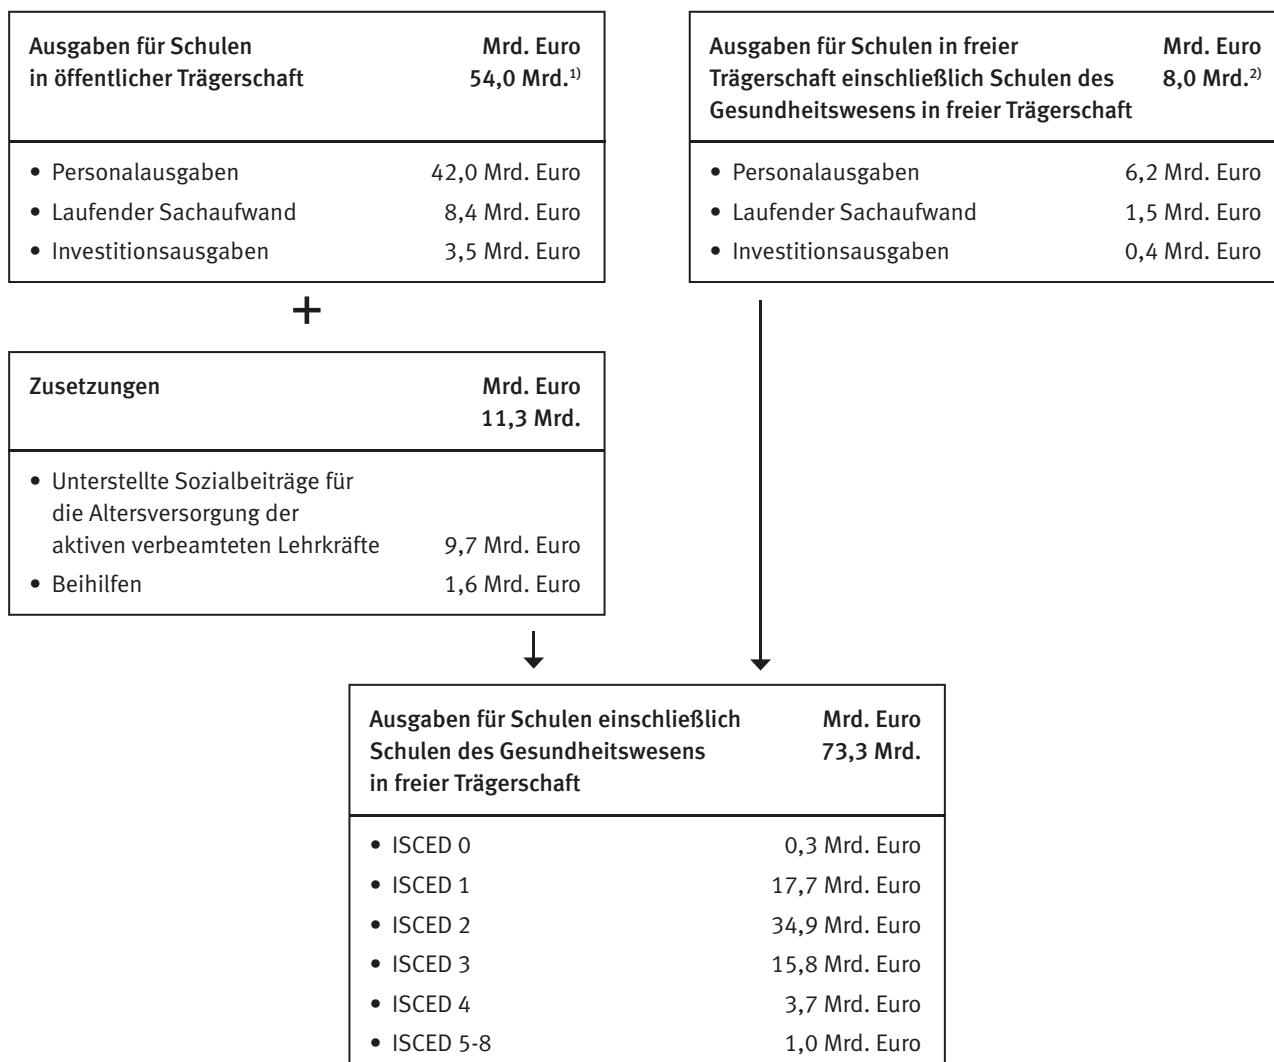 Ausgaben für Schulen Mrd. Euro
in öffentlicher Trägerschaft 54,0 Mrd.1)
• Personalausgaben 42,0 Mrd. Euro
• Laufender Sachaufwand 8,4 Mrd. Euro
• Investitionsausgaben 3,5 Mrd. Euro
+
Zusetzungen Mrd. Euro
11,3 Mrd.
• Unterstellte Sozialbeiträge für
die Altersversorgung der
aktiven verbeamteten Lehrkräfte 9,7 Mrd. Euro
• Beihilfen 1,6 Mrd. Euro
Ausgaben für Schulen in freier Mrd. Euro
Trägerschaft einschließlich Schulen des 8,0 Mrd.2)
Gesundheitswesens in freier Trägerschaft
• Personalausgaben 6,2 Mrd. Euro
• Laufender Sachaufwand 1,5 Mrd. Euro
• Investitionsausgaben 0,4 Mrd. Euro
Ausgaben für Schulen einschließlich Mrd. Euro
Schulen des Gesundheitswesens 73,3 Mrd.
in freier Trägerschaft
• ISCED 0 0,3 Mrd. Euro
• ISCED 1 17,7 Mrd. Euro
• ISCED 2 34,9 Mrd. Euro
• ISCED 3 15,8 Mrd. Euro
• ISCED 4 3,7 Mrd. Euro
• ISCED 5-8 1,0 Mrd. Euro